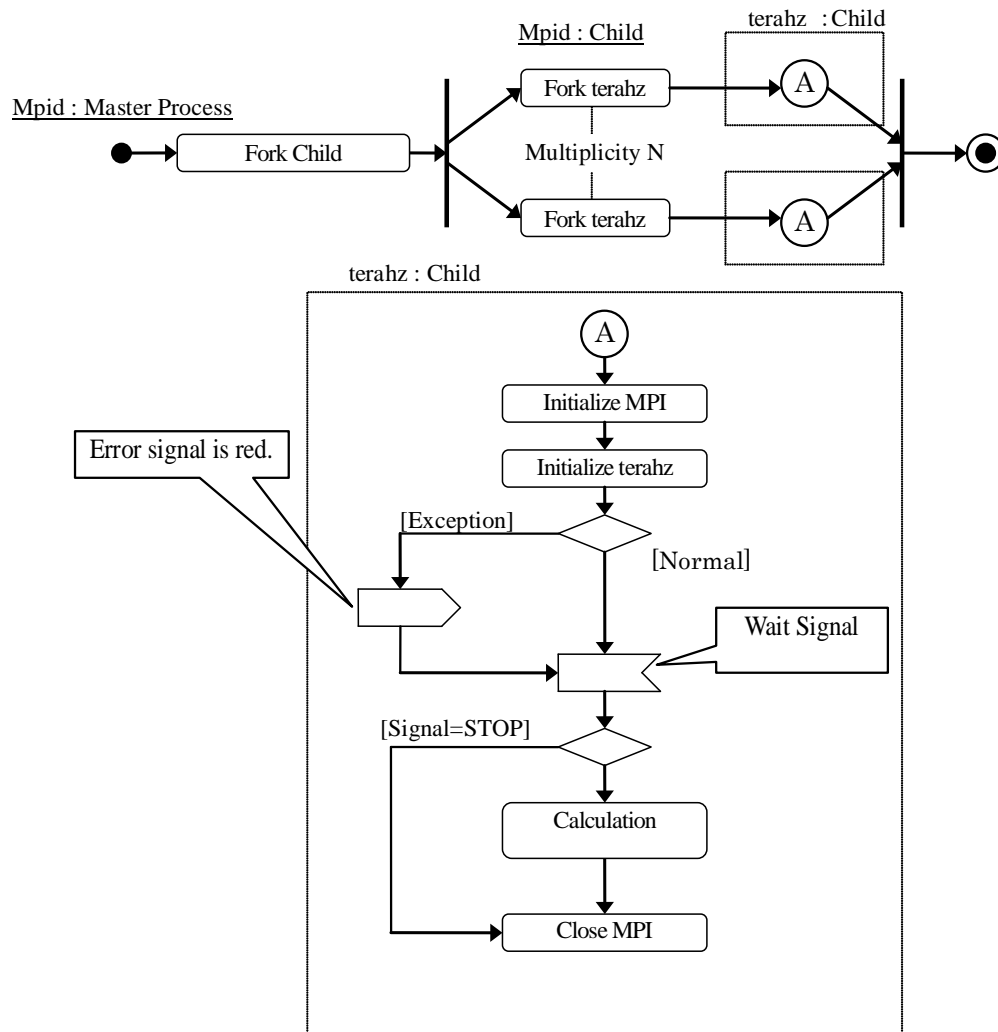 terahz : Child
Mpid : Child
Fork terahz
A
Mpid : Master Process
Fork Child
Multiplicity N
Fork terahz
A
terahz : Child
A
Initialize MPI
Error signal is red.
Initialize terahz
[Exception]
[Normal]
Wait Signal
[Signal=STOP]
Calculation
Close MPI